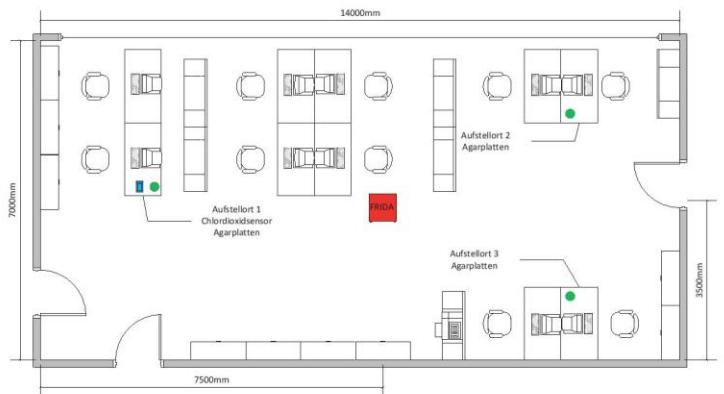 14000mm
7000mm
Aufstellort 2
Agarplatten
Aufstellort 1
Chlordioxidsensor
Agarplatten
FRIDA
Aufstellort 3
Agarplatten
3500mm
7500mm